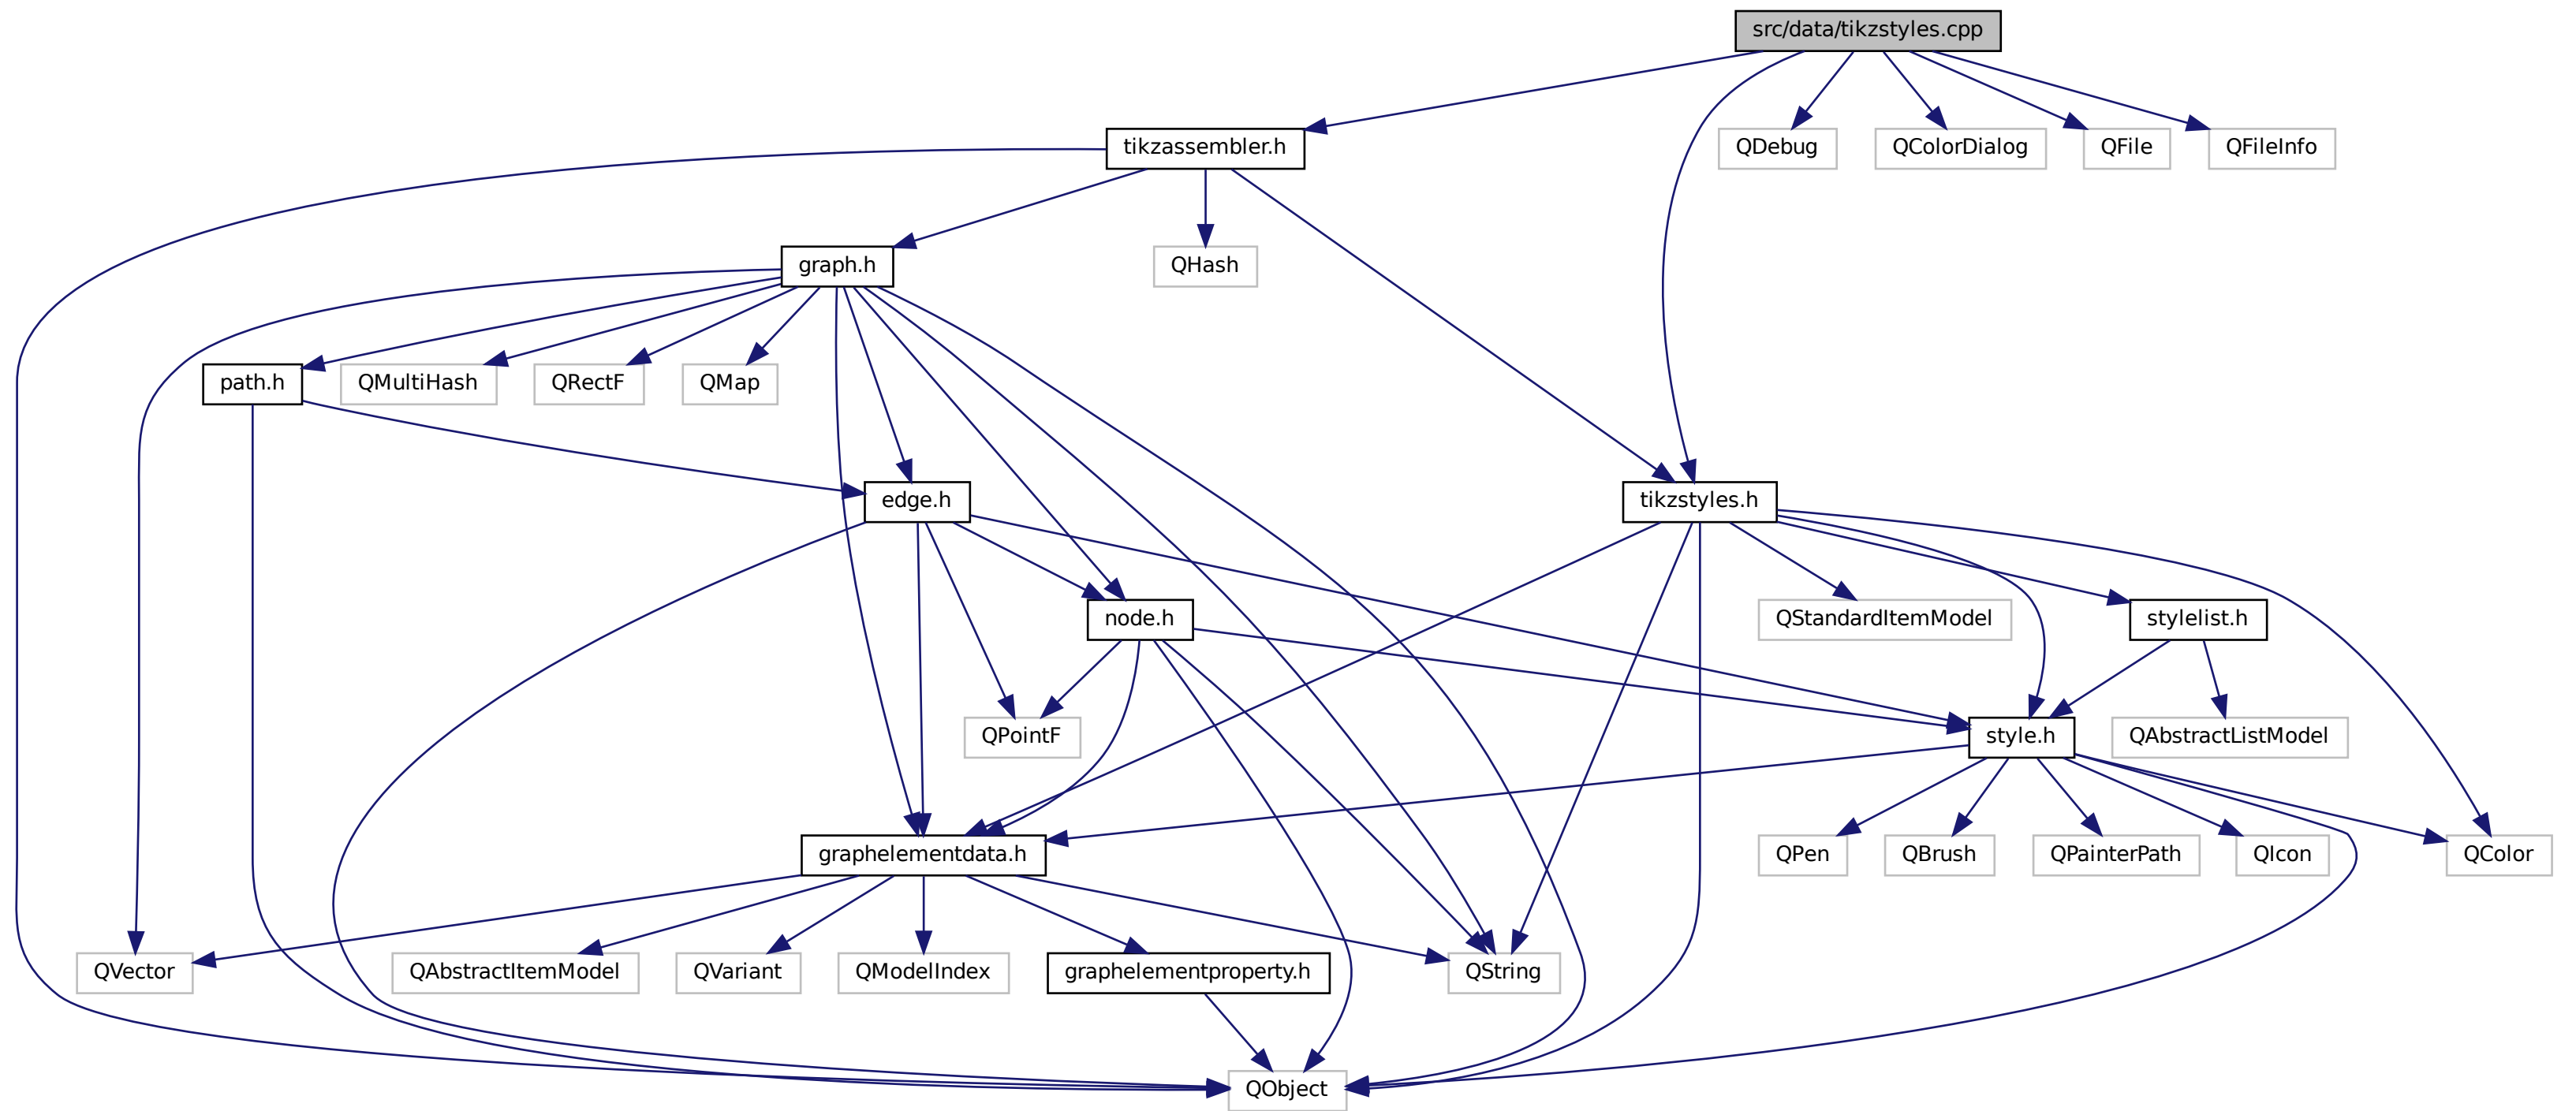 src/data/tikzstyles.cpp
tikzassembler.h
QDebug
QColorDialog
QFile
QFileInfo
graph.h
QHash
path.h
QMultiHash
QRectF
QMap
edge.h
tikzstyles.h
node.h
QStandardItemModel
stylelist.h
QPointF
style.h
QAbstractListModel
graphelementdata.h
QPen
QBrush
QPainterPath
QIcon
QColor
QVector
QAbstractItemModel
QVariant
QModelIndex
graphelementproperty.h
QString
QObject